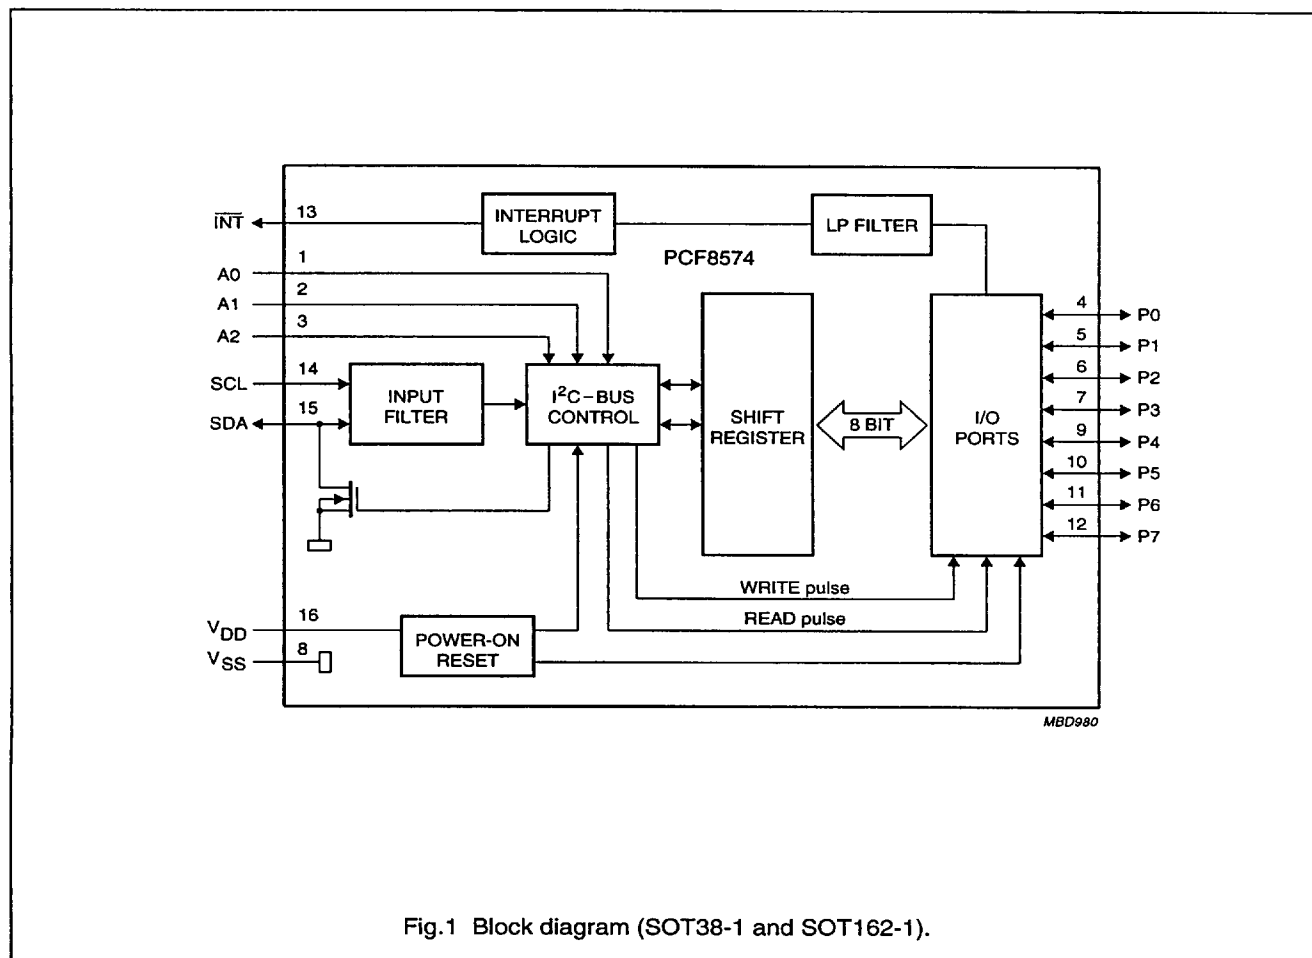 INT
13
INTERRUPT
LOGIC
LP FILTER
PCF8574
A0
1
A1
2
A2
3
SCL
14
SDA
15
INPUT
FILTER
I²C-BUS
CONTROL
SHIFT
REGISTER
8 BIT
I/O
PORTS
4
P0
5
P1
6
P2
7
P3
9
P4
10
P5
11
P6
12
P7
WRITE pulse
READ pulse
VDD
16
VSS
8
POWER-ON
RESET
MBD980
Fig.1 Block diagram (SOT38-1 and SOT162-1).